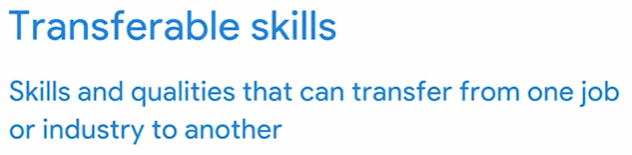 Transferable skills
Skills and qualities that can transfer from one job
or industry to another